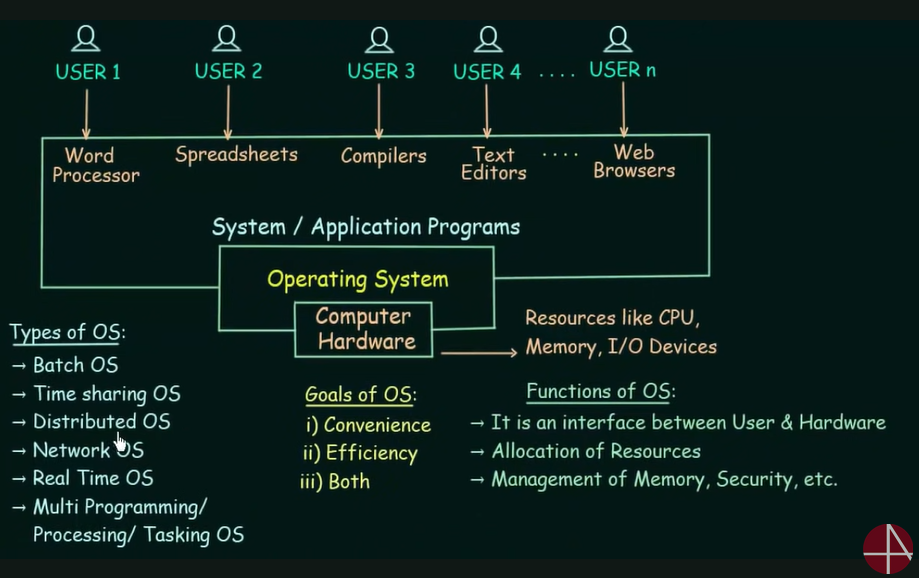 USER 1
USER 2
USER 3
USER 4
. . . .
USER n
Word
Processor
Spreadsheets
Compilers
Text
Editors
. . . .
Web
Browsers
System / Application Programs
Operating System
Computer
Hardware
Resources like CPU,
Memory, I/O Devices
Types of OS:
→ Batch OS
→ Time sharing OS
→ Distributed OS
→ Network OS
→ Real Time OS
→ Multi Programming/
Processing/ Tasking OS
Goals of OS:
i) Convenience
ii) Efficiency
iii) Both
Functions of OS:
→ It is an interface between User & Hardware
→ Allocation of Resources
→ Management of Memory, Security, etc.